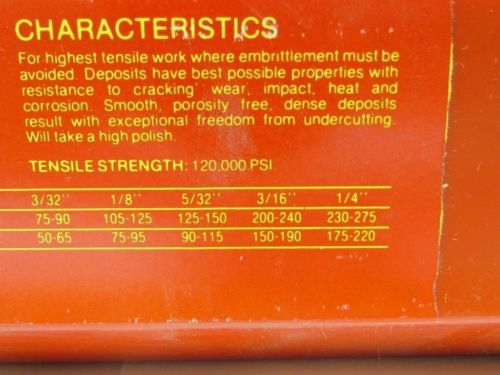 CHARACTERISTICS
For highest tensile work where embrittlement must be
avoided. Deposits have best possible properties with
resistance to cracking, wear, impact, heat and
corrosion. Smooth, porosity free, dense deposits
result with exceptional freedom from undercutting.
Will take a high polish.
TENSILE STRENGTH: 120,000 PSI.
3/32'' 1/8'' 5/32'' 3/16'' 1/4''
75-90 105-125 125-150 200-240 230-275
50-65 75-95 90-115 150-190 175-220